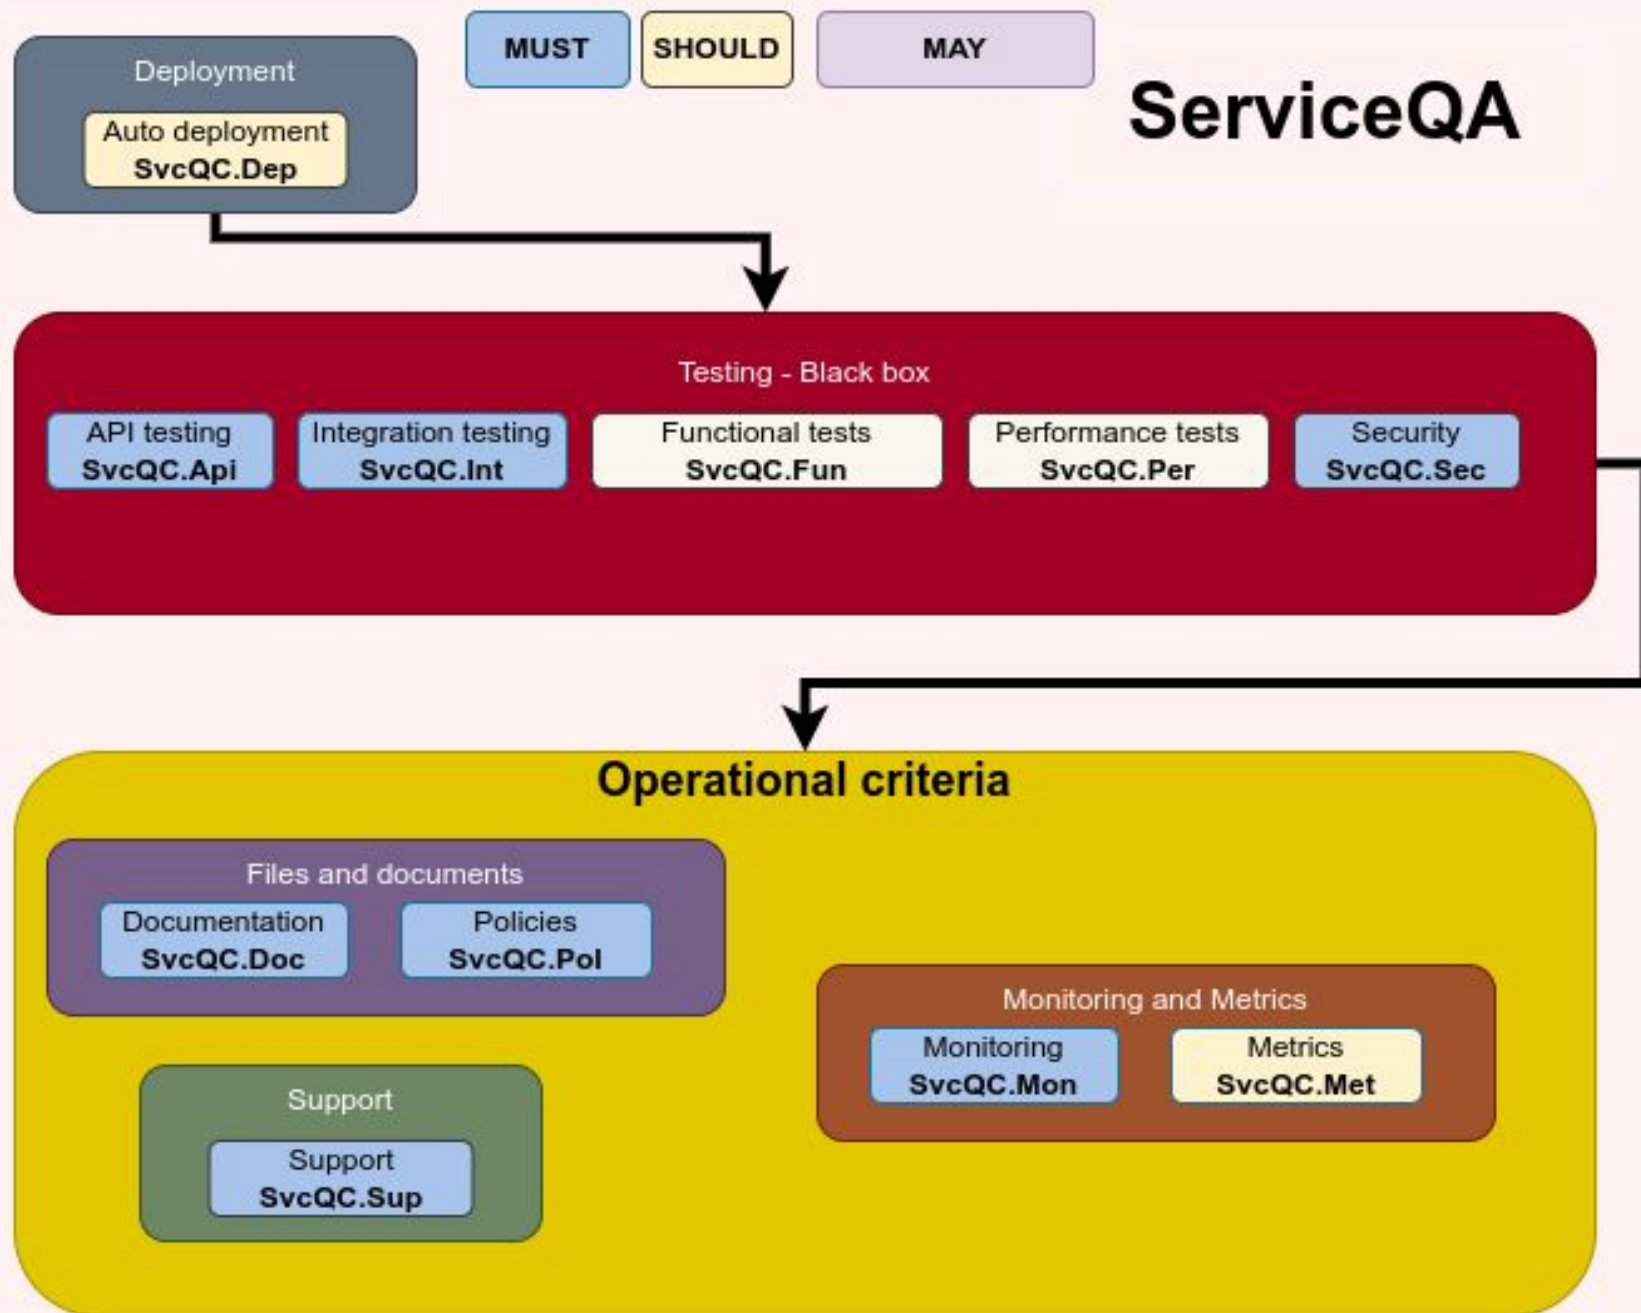 MUST
SHOULD
MAY
ServiceQA
Deployment
Auto deployment
SvcQC.Dep
Testing - Black box
API testing
SvcQC.Api
Integration testing
SvcQC.Int
Functional tests
SvcQC.Fun
Performance tests
SvcQC.Per
Security
SvcQC.Sec
Operational criteria
Files and documents
Documentation
SvcQC.Doc
Policies
SvcQC.Pol
Monitoring and Metrics
Monitoring
SvcQC.Mon
Metrics
SvcQC.Met
Support
Support
SvcQC.Sup